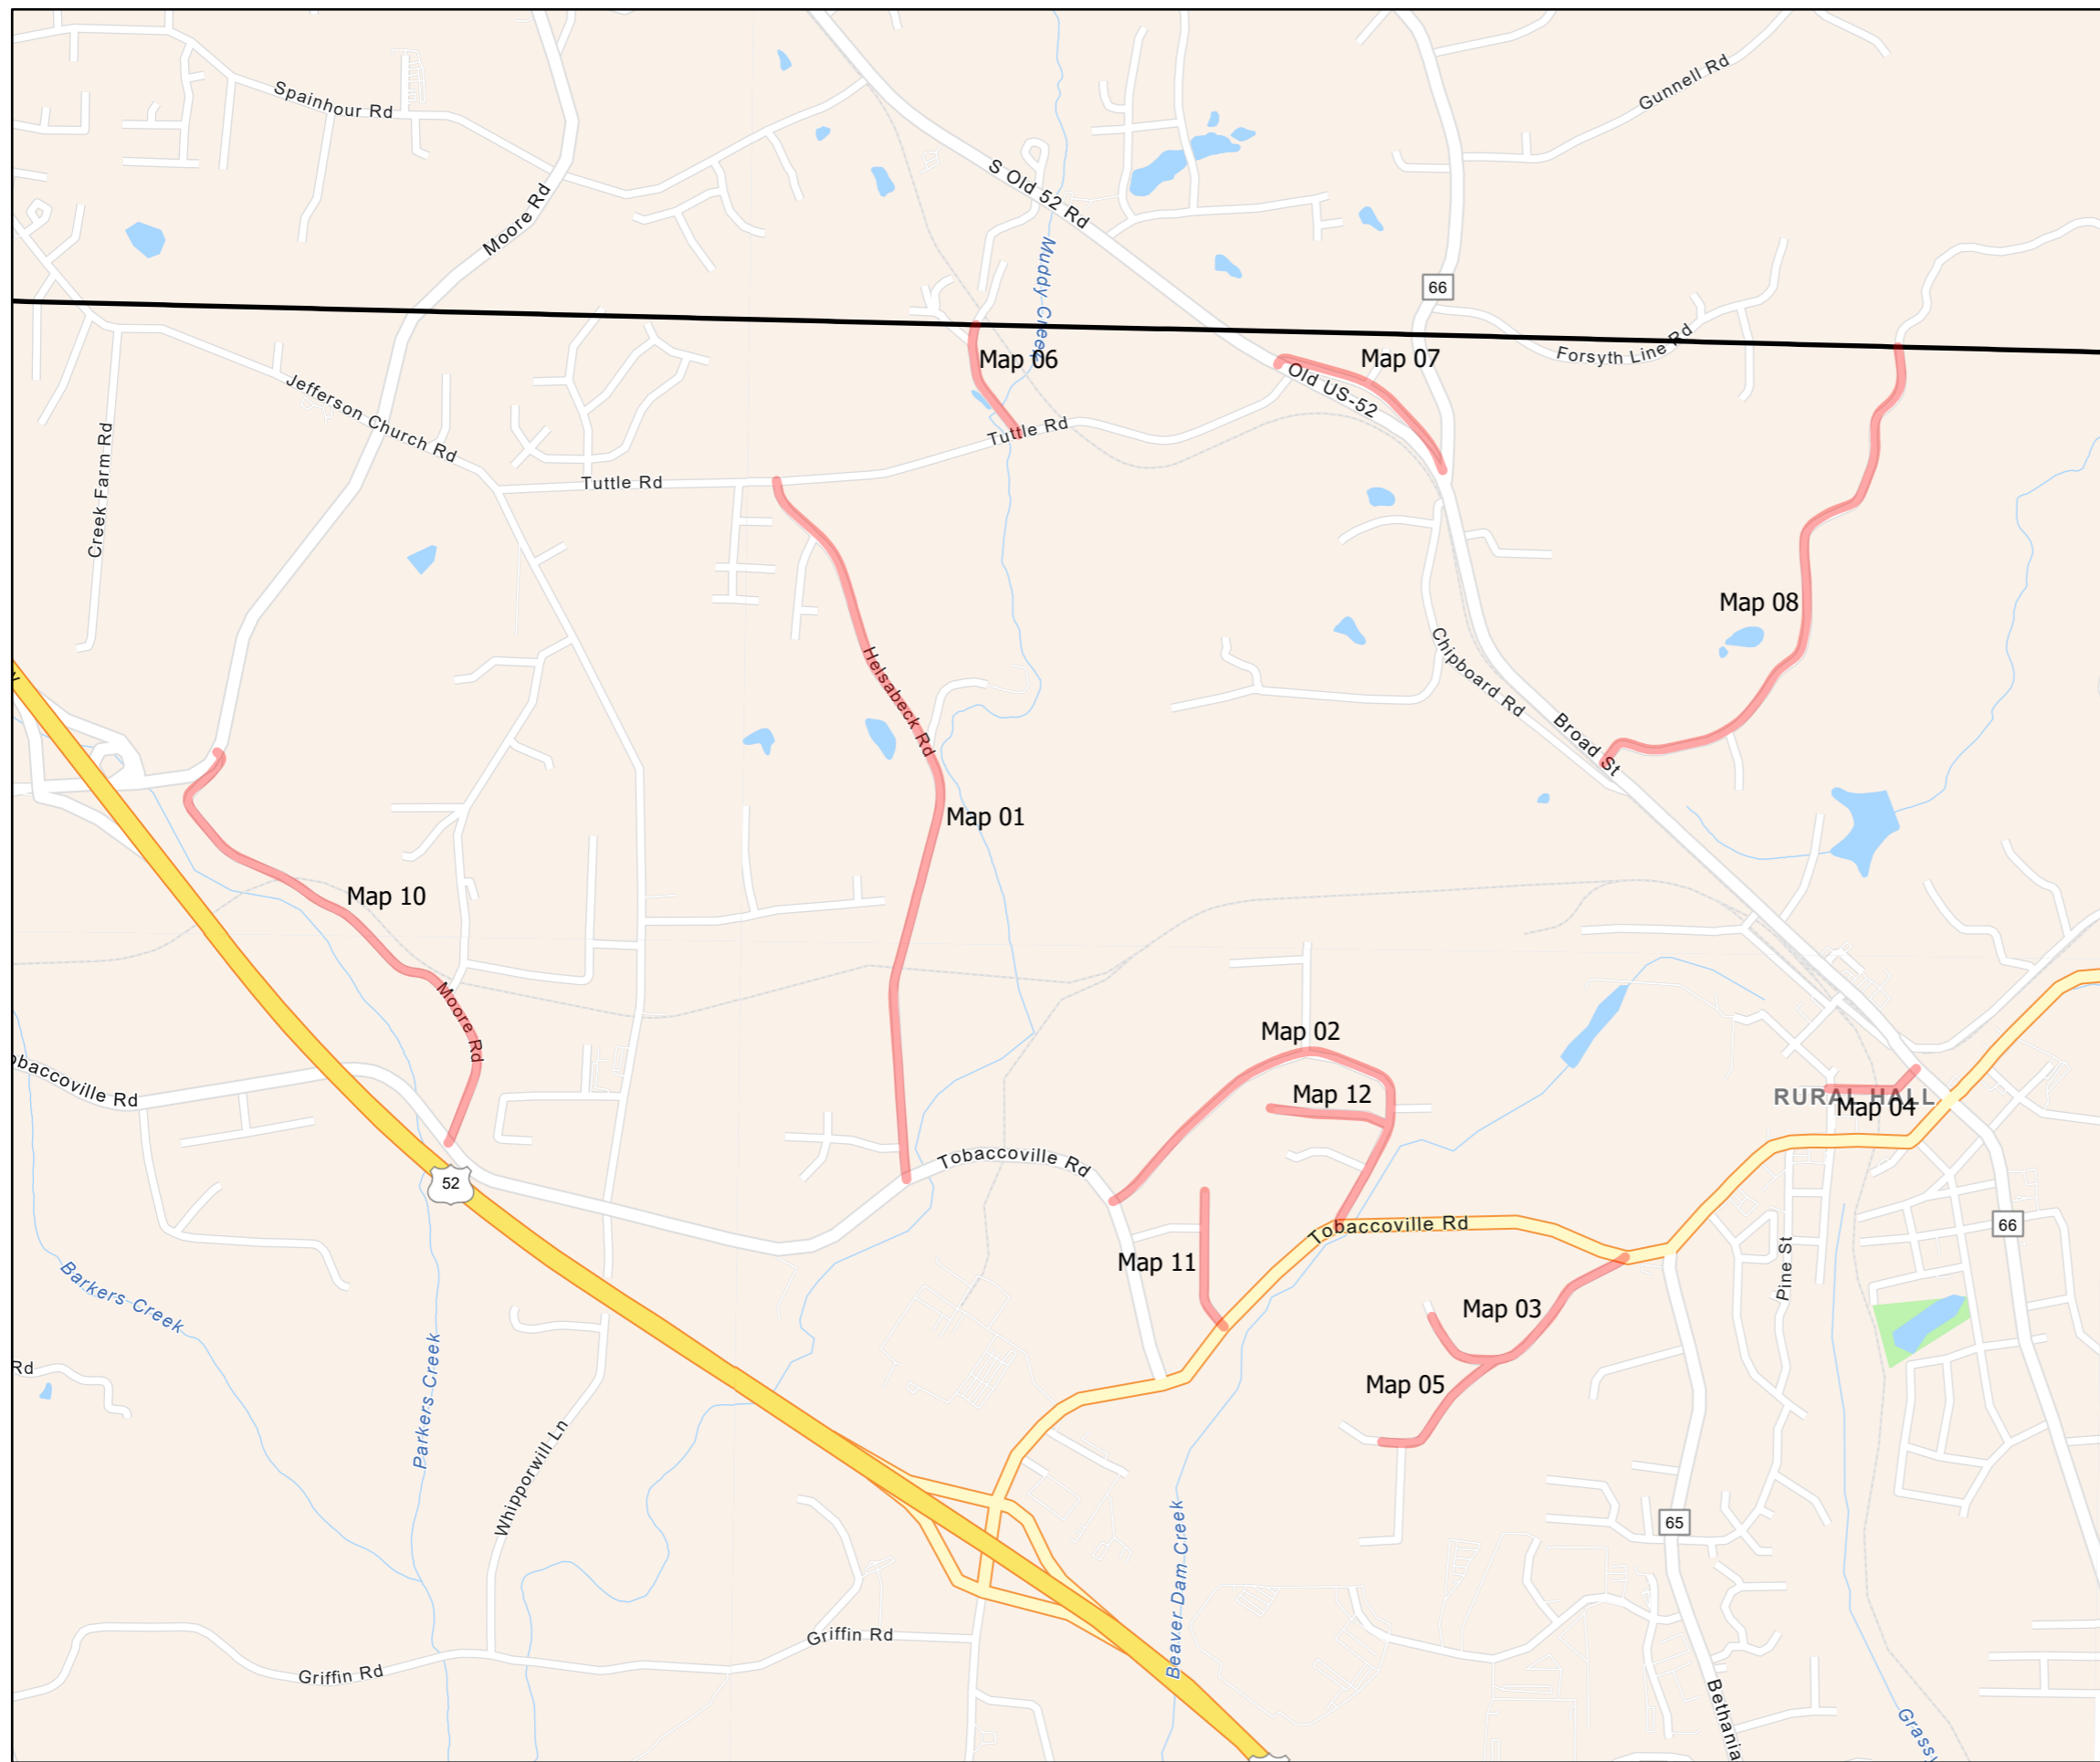 Spainhour Rd
Gunnell Rd
S Old 52 Rd
Moore Rd
Muddy Creek
66
Forsyth Line Rd
Map 06
Map 07
Old US-52
Jefferson Church Rd
Tuttle Rd
Tuttle Rd
Creek Farm Rd
Map 08
Chipboard Rd
Helsabeck Rd
Broad St
Map 01
Map 10
Moore Rd
Map 02
obaccoville Rd
Map 12
RURAL HALL
Map 04
Tobaccoville Rd
52
Tobaccoville Rd
66
Map 11
Pine St
Barkers Creek
Map 03
Rd
Parkers Creek
Map 05
Whipporwill Ln
65
Beaver Dam Creek
Griffin Rd
Griffin Rd
Bethania
Grassy